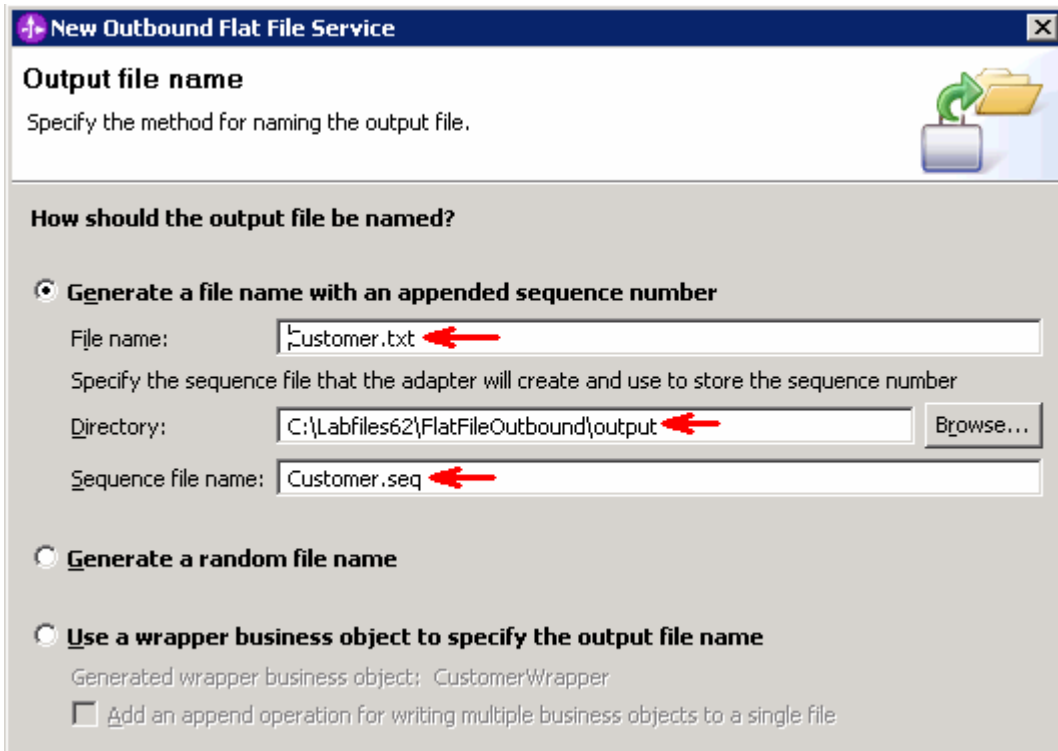 New Outbound Flat File Service
Output file name
Specify the method for naming the output file.
How should the output file be named?
Generate a file name with an appended sequence number
File name: Customer.txt
Specify the sequence file that the adapter will create and use to store the sequence number
Directory: C:\Labfiles62\FlatFileOutbound\output Browse...
Sequence file name: Customer.seq
Generate a random file name
Use a wrapper business object to specify the output file name
Generated wrapper business object: CustomerWrapper
Add an append operation for writing multiple business objects to a single file